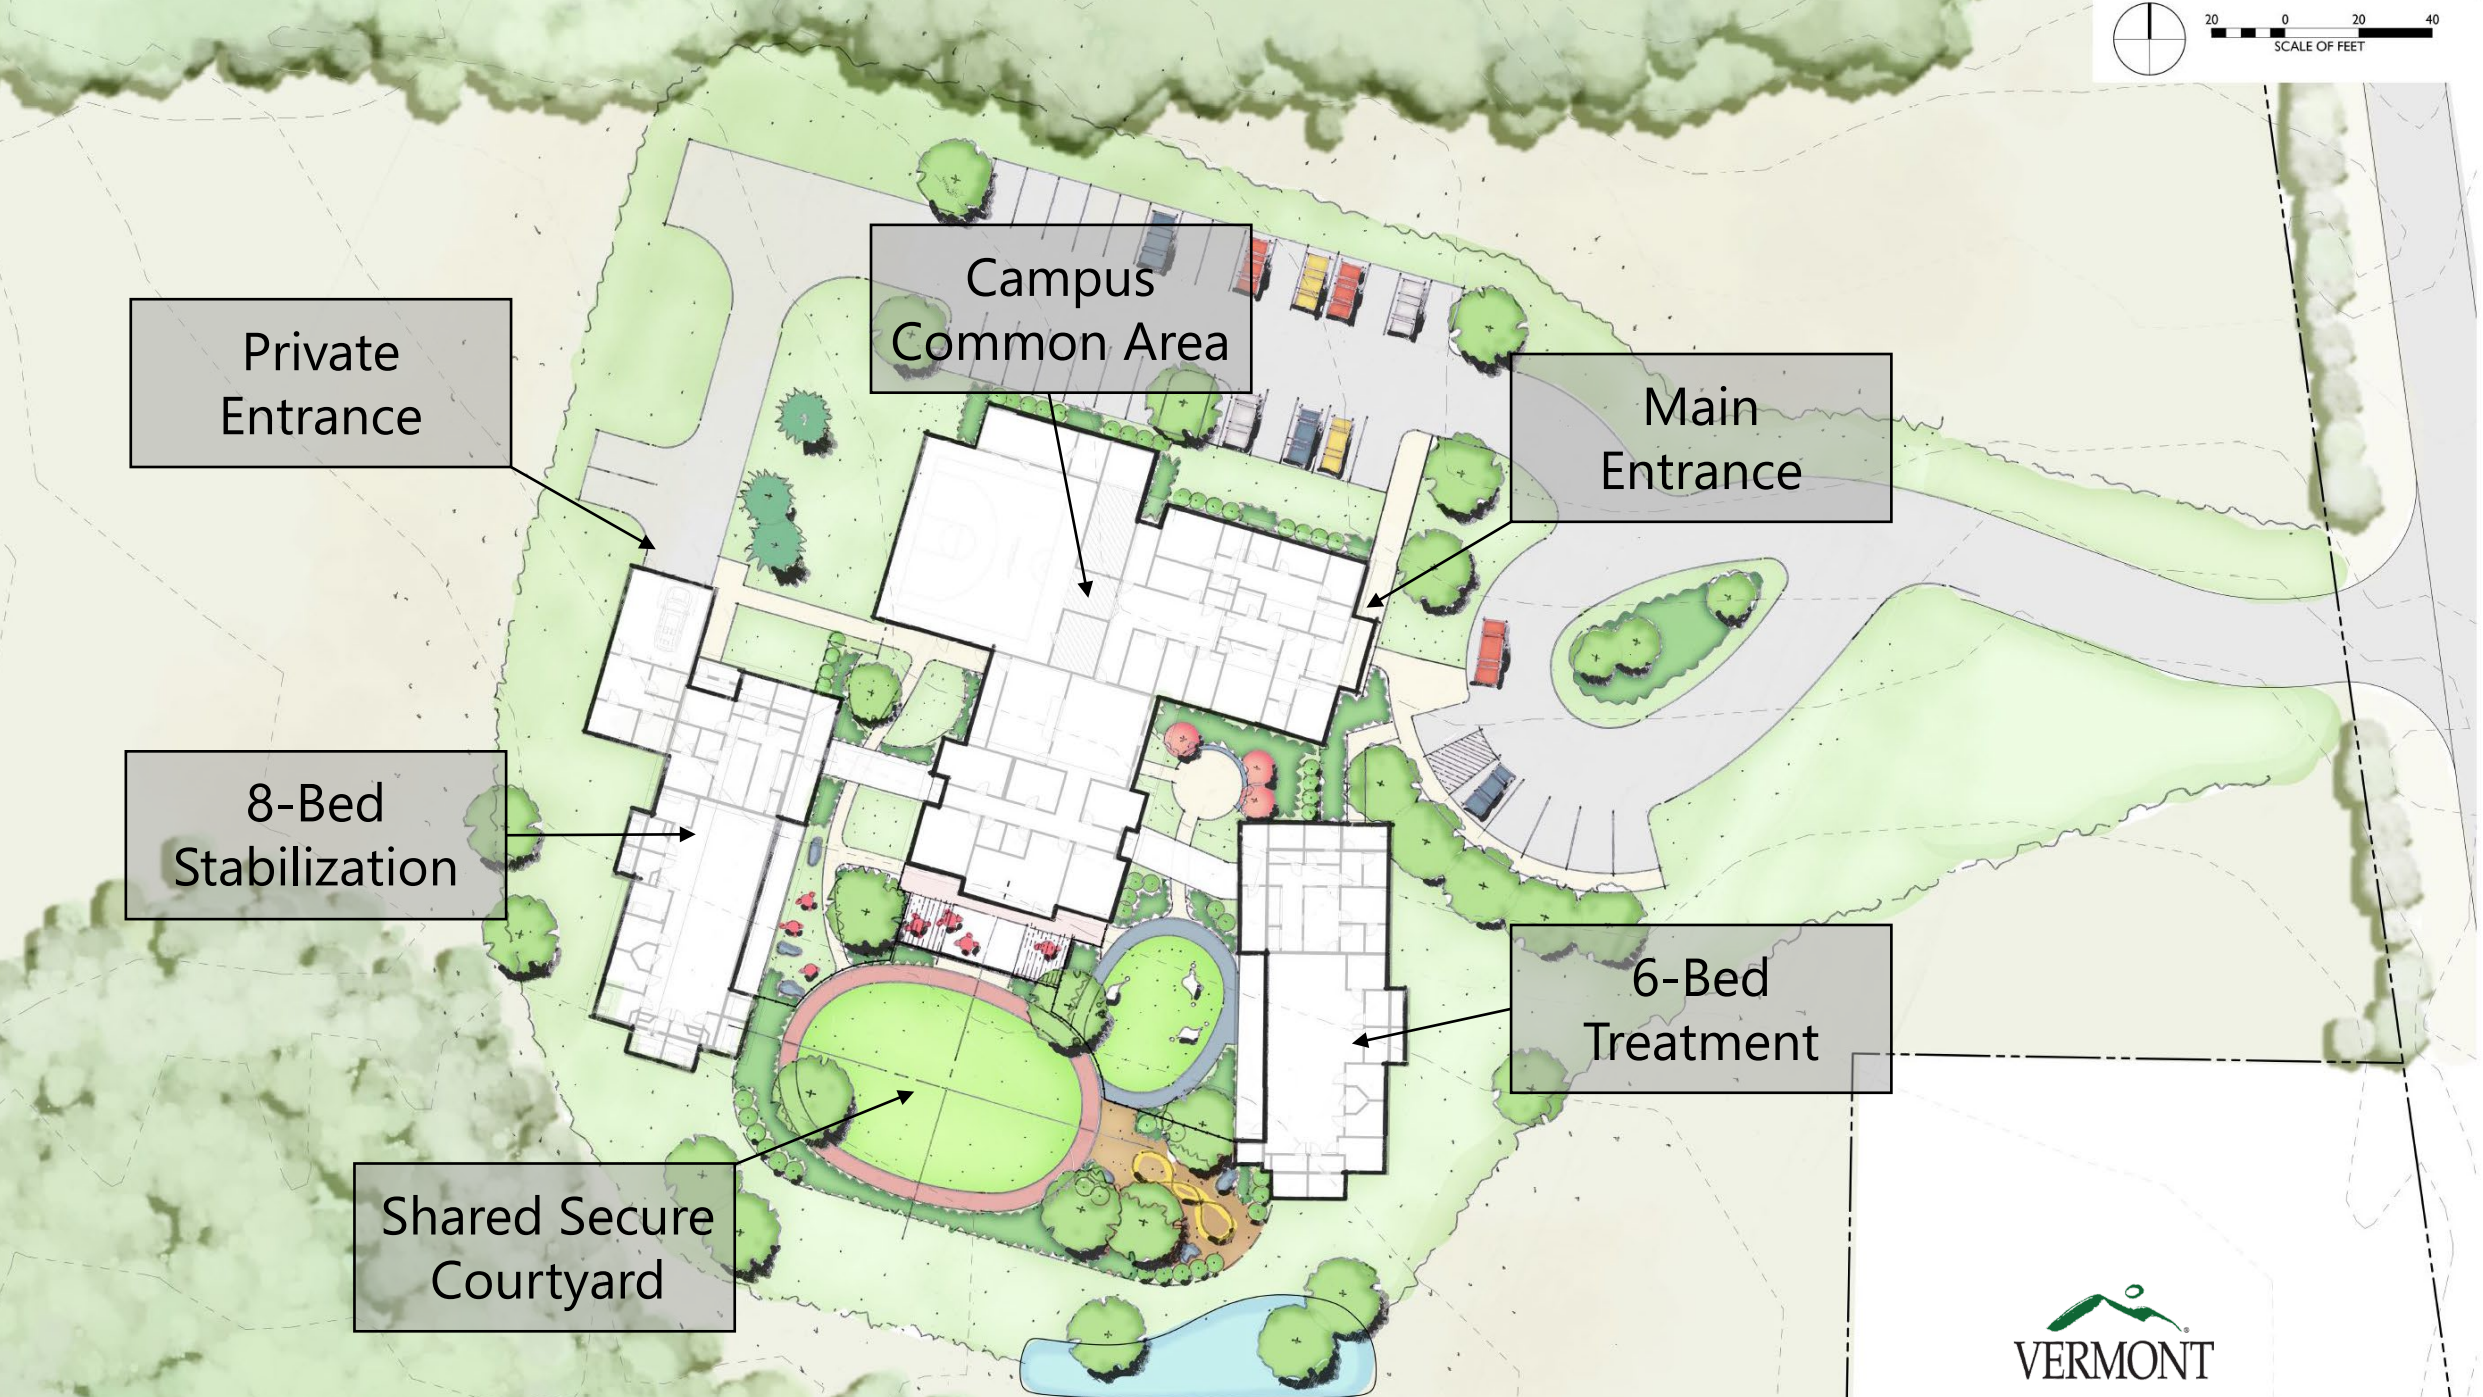 20 0 20 40
SCALE OF FEET
Campus
Common Area
Private
Entrance
Main
Entrance
8-Bed
Stabilization
6-Bed
Treatment
Shared Secure
Courtyard
VERMONT